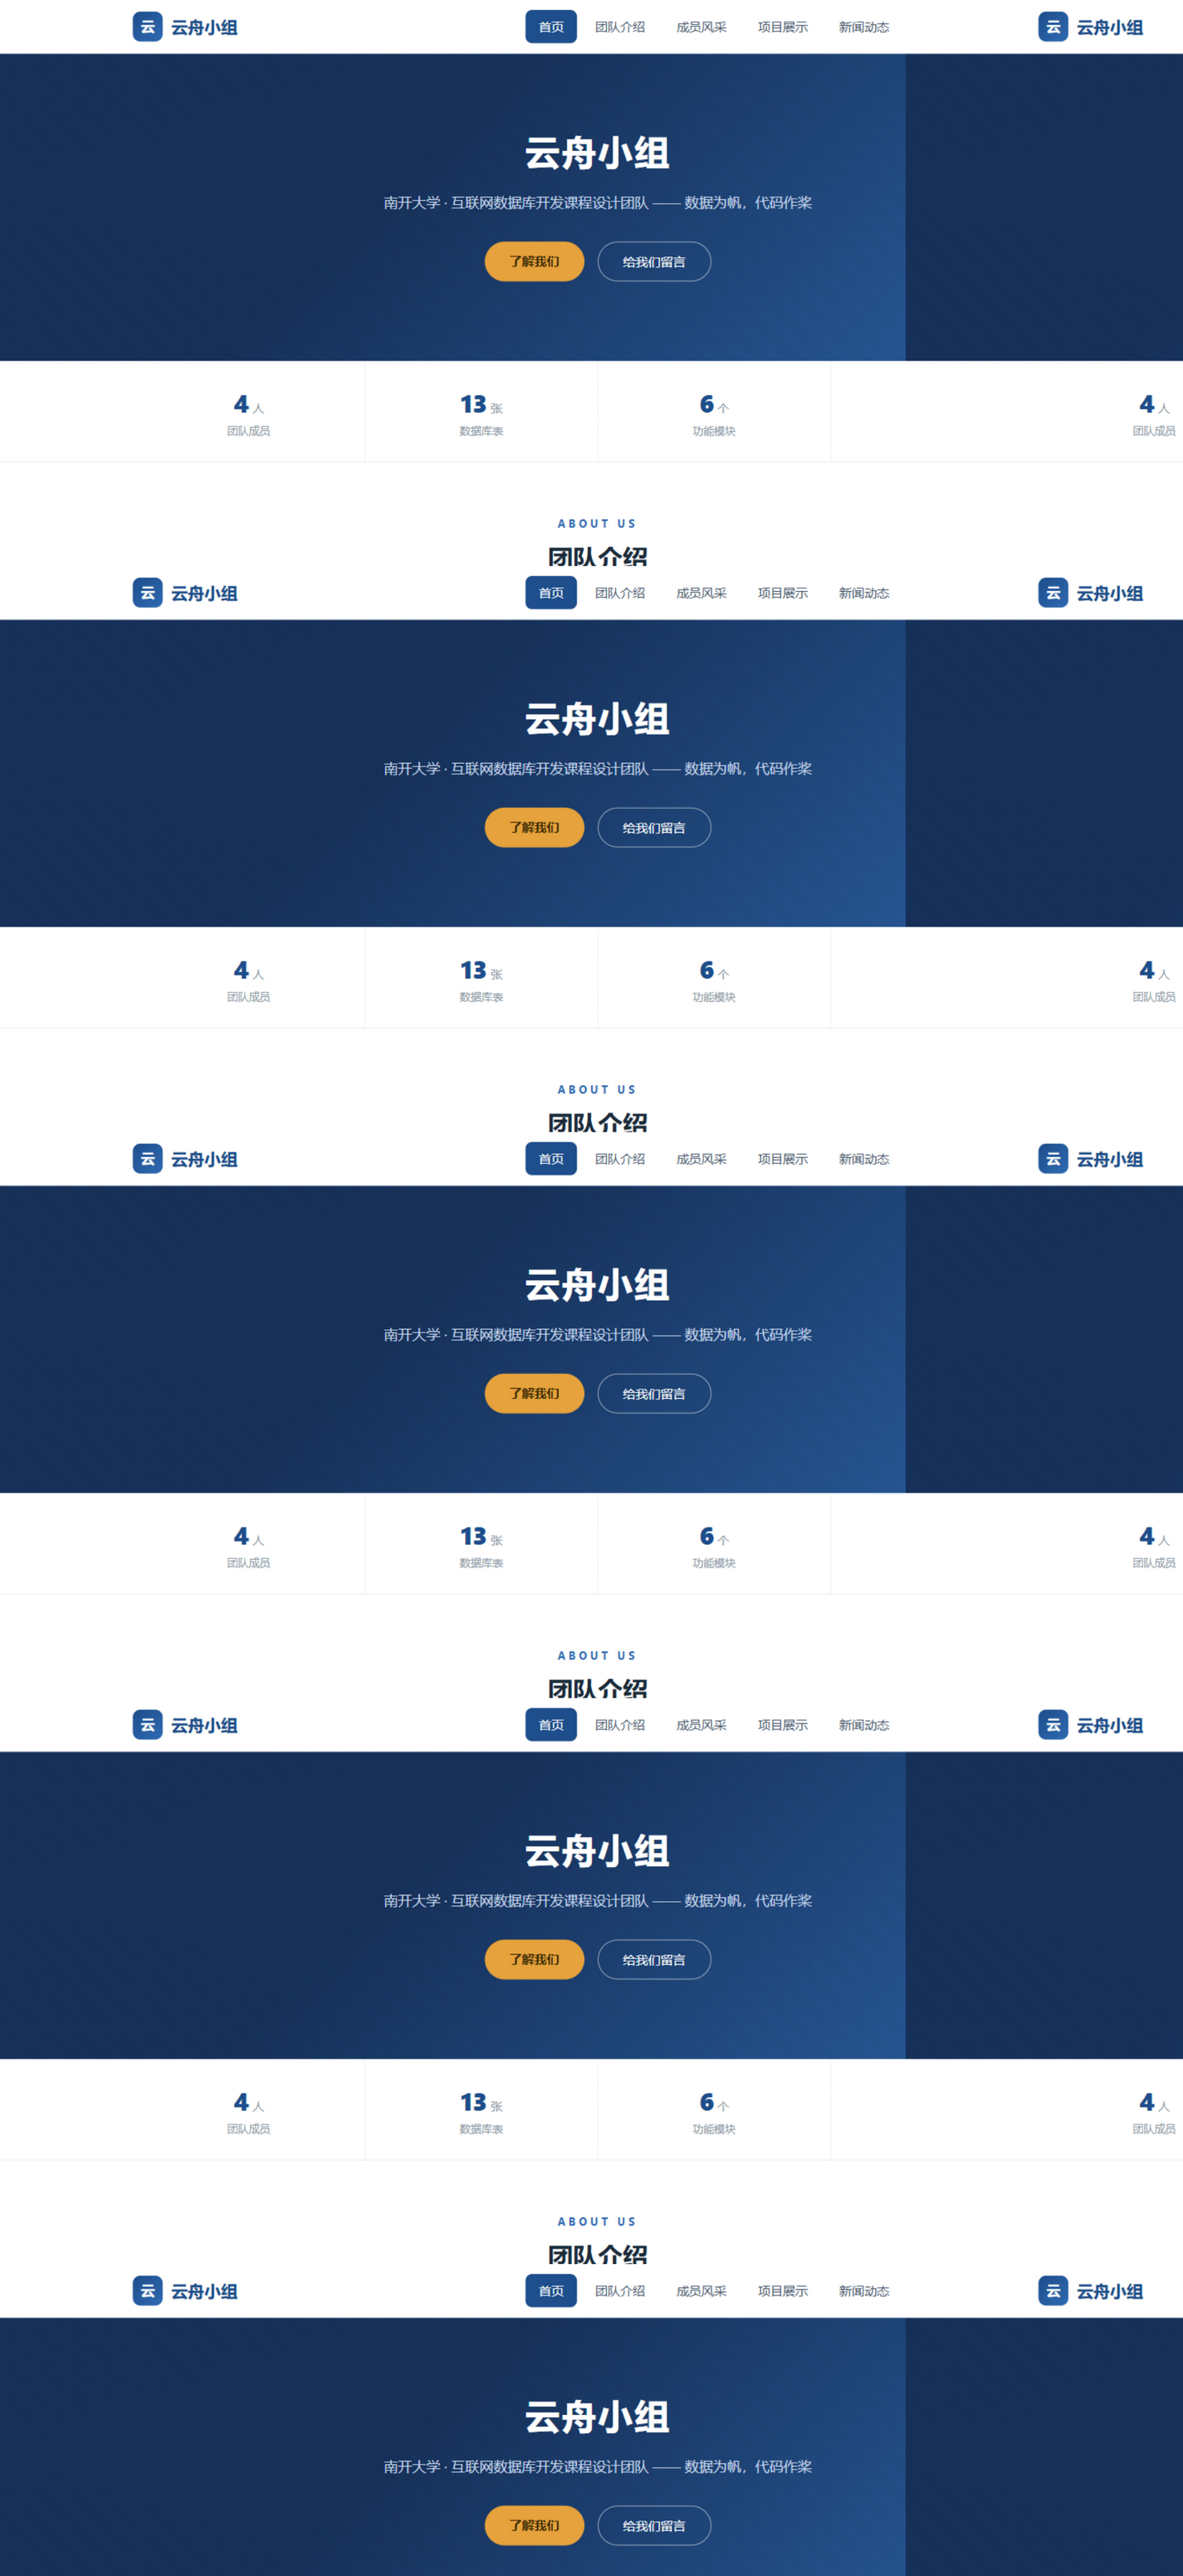 云 云舟小组 首页 团队介绍 成员风采 项目展示 新闻动态 云 云舟小组
云舟小组
南开大学 · 互联网数据库开发课程设计团队 —— 数据为帆，代码作桨
了解我们 给我们留言
4 人 13 张 6 个 4 人
团队成员 数据库表 功能模块 团队成员
ABOUT US
团队介绍
云 云舟小组 首页 团队介绍 成员风采 项目展示 新闻动态 云 云舟小组
云舟小组
南开大学 · 互联网数据库开发课程设计团队 —— 数据为帆，代码作桨
了解我们 给我们留言
4 人 13 张 6 个 4 人
团队成员 数据库表 功能模块 团队成员
ABOUT US
团队介绍
云 云舟小组 首页 团队介绍 成员风采 项目展示 新闻动态 云 云舟小组
云舟小组
南开大学 · 互联网数据库开发课程设计团队 —— 数据为帆，代码作桨
了解我们 给我们留言
4 人 13 张 6 个 4 人
团队成员 数据库表 功能模块 团队成员
ABOUT US
团队介绍
云 云舟小组 首页 团队介绍 成员风采 项目展示 新闻动态 云 云舟小组
云舟小组
南开大学 · 互联网数据库开发课程设计团队 —— 数据为帆，代码作桨
了解我们 给我们留言
4 人 13 张 6 个 4 人
团队成员 数据库表 功能模块 团队成员
ABOUT US
团队介绍
云 云舟小组 首页 团队介绍 成员风采 项目展示 新闻动态 云 云舟小组
云舟小组
南开大学 · 互联网数据库开发课程设计团队 —— 数据为帆，代码作桨
了解我们 给我们留言